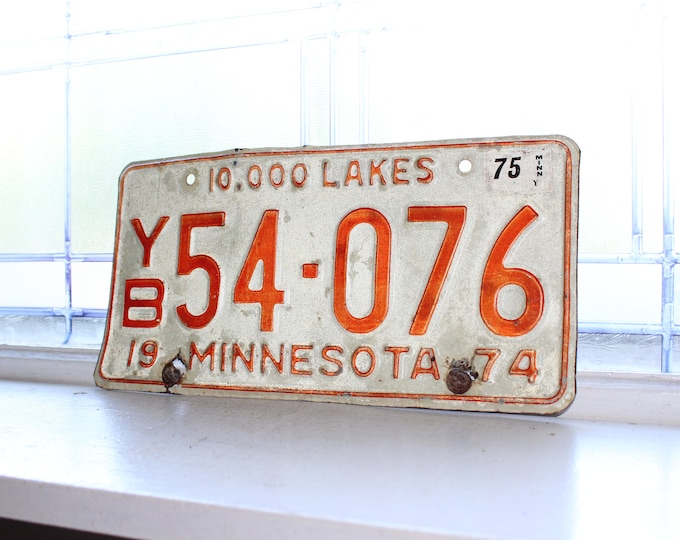 10,000 LAKES
75 MINN Y
YB 54-076
19 MINNESOTA 74